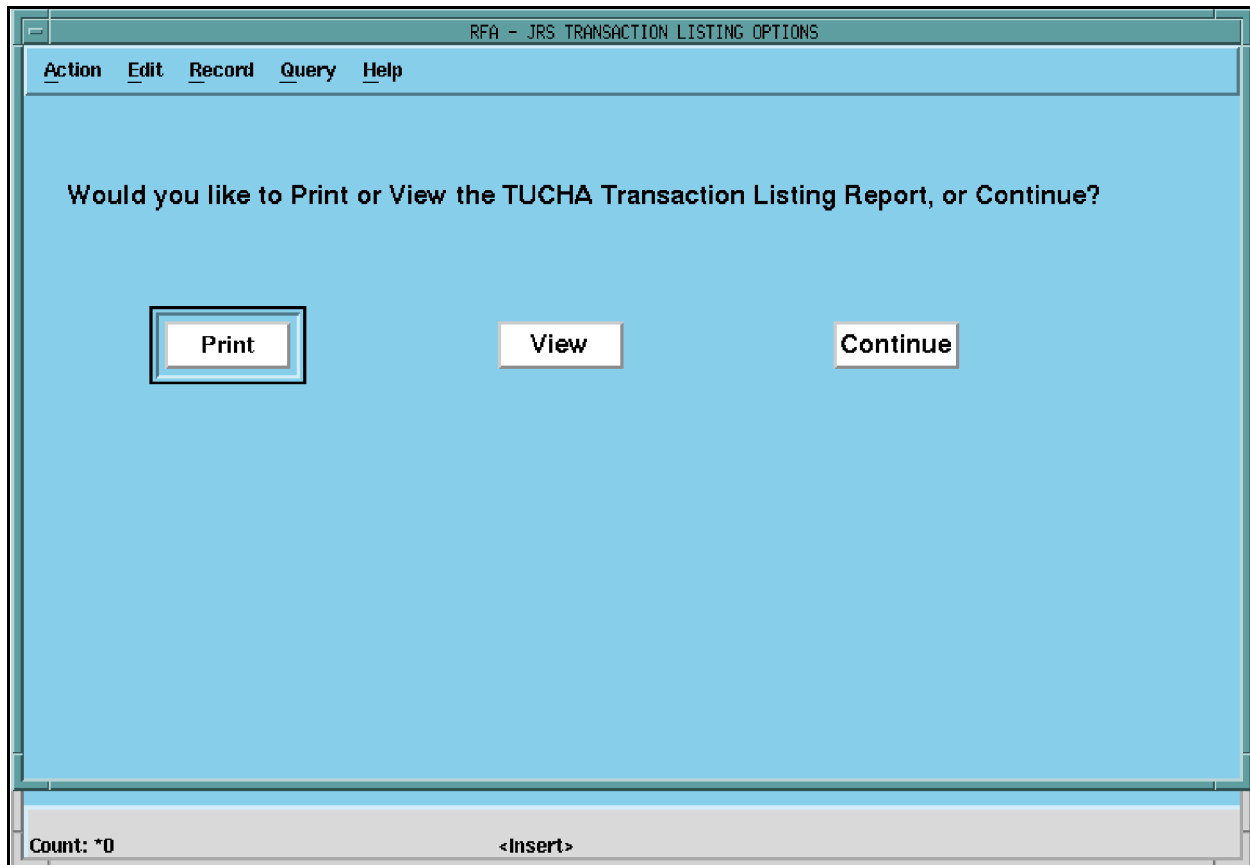 RFA - JRS TRANSACTION LISTING OPTIONS
Action Edit Record Query Help
Would you like to Print or View the TUCHA Transaction Listing Report, or Continue?
Print View Continue
Count: *0 <Insert>